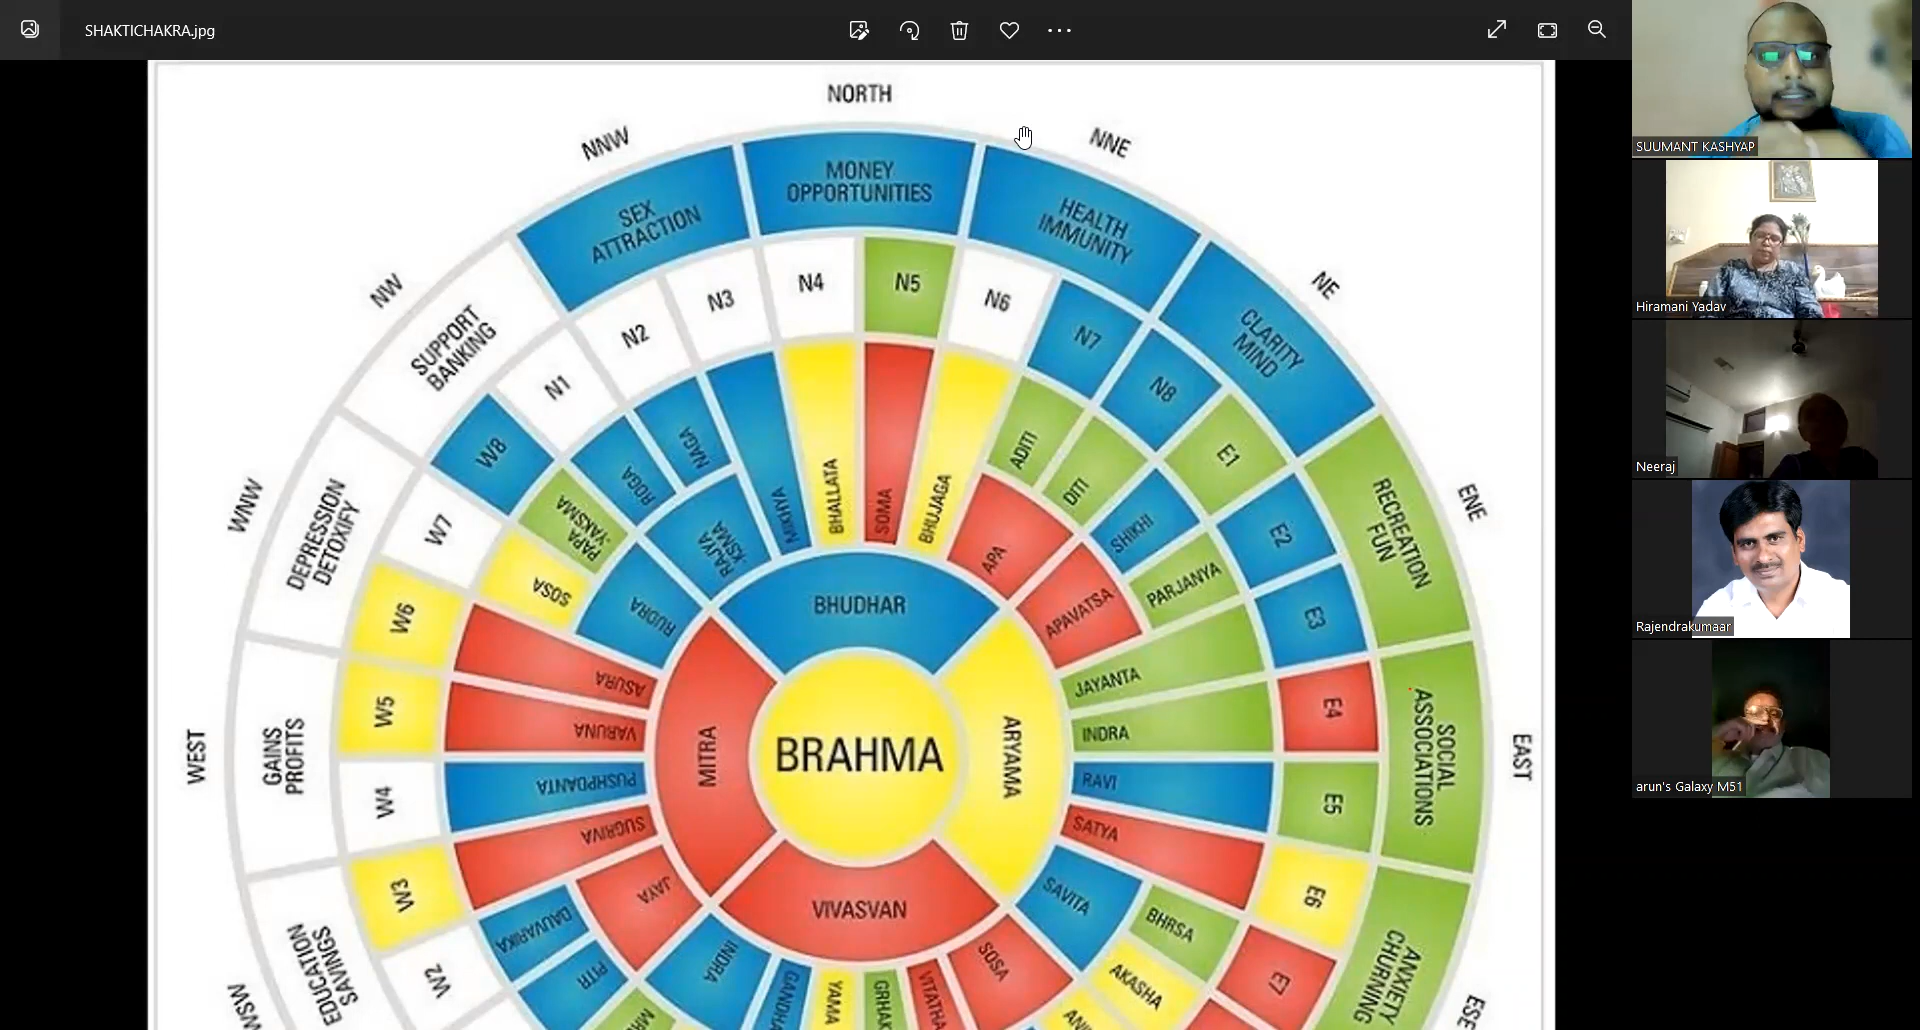 SHAKTICHAKRA.jpg
NORTH
NNW
NNE
NW
NE
WNW
ENE
WEST
EAST
WSW
ESE
SEX
ATTRACTION
MONEY
OPPORTUNITIES
HEALTH
IMMUNITY
CLARITY
MIND
RECREATION
FUN
SOCIAL
ASSOCIATIONS
ANXIETY
CHURNING
SUPPORT
BANKING
DEPRESSION
DETOXIFY
GAINS
PROFITS
EDUCATION
SAVINGS
N1
N2
N3
N4
N5
N6
N7
N8
E1
E2
E3
E4
E5
E6
E7
W8
W7
W6
W5
W4
W3
W2
ROGA
NAGA
MUKHYA
BHALLATA
SOMA
BHUJAGA
ADITI
DITI
SHIKHI
PARJANYA
JAYANTA
INDRA
RAVI
SATYA
BHRSA
AKASHA
PAPA
YAKSMA
SOSA
ASURA
VARUNA
PUSHPDANTA
SUGRIVA
DAUVARIKA
PITR
RAJYA
KSMA
RUDRA
APA
APAVATSA
SAVITA
JAYA
INDRA
SOSA
YAMA
VITATHA
BHUDHAR
ARYAMA
VIVASVAN
MITRA
BRAHMA
SUUMANT KASHYAP
Hiramani Yadav
Neeraj
Rajendrakumaar
arun's Galaxy M51